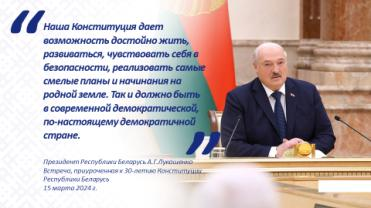 Наша Конституция дает
возможность достойно жить,
развиваться, чувствовать себя в
безопасности, реализовать самые
смелые планы и начинания на
родной земле. Так и должно быть
в современной демократической,
по-настоящему демократичной
стране.
Президент Республики Беларусь А.Г.Лукашенко
Встреча, приуроченная к 30-летию Конституции
Республики Беларусь
15 марта 2024 г.